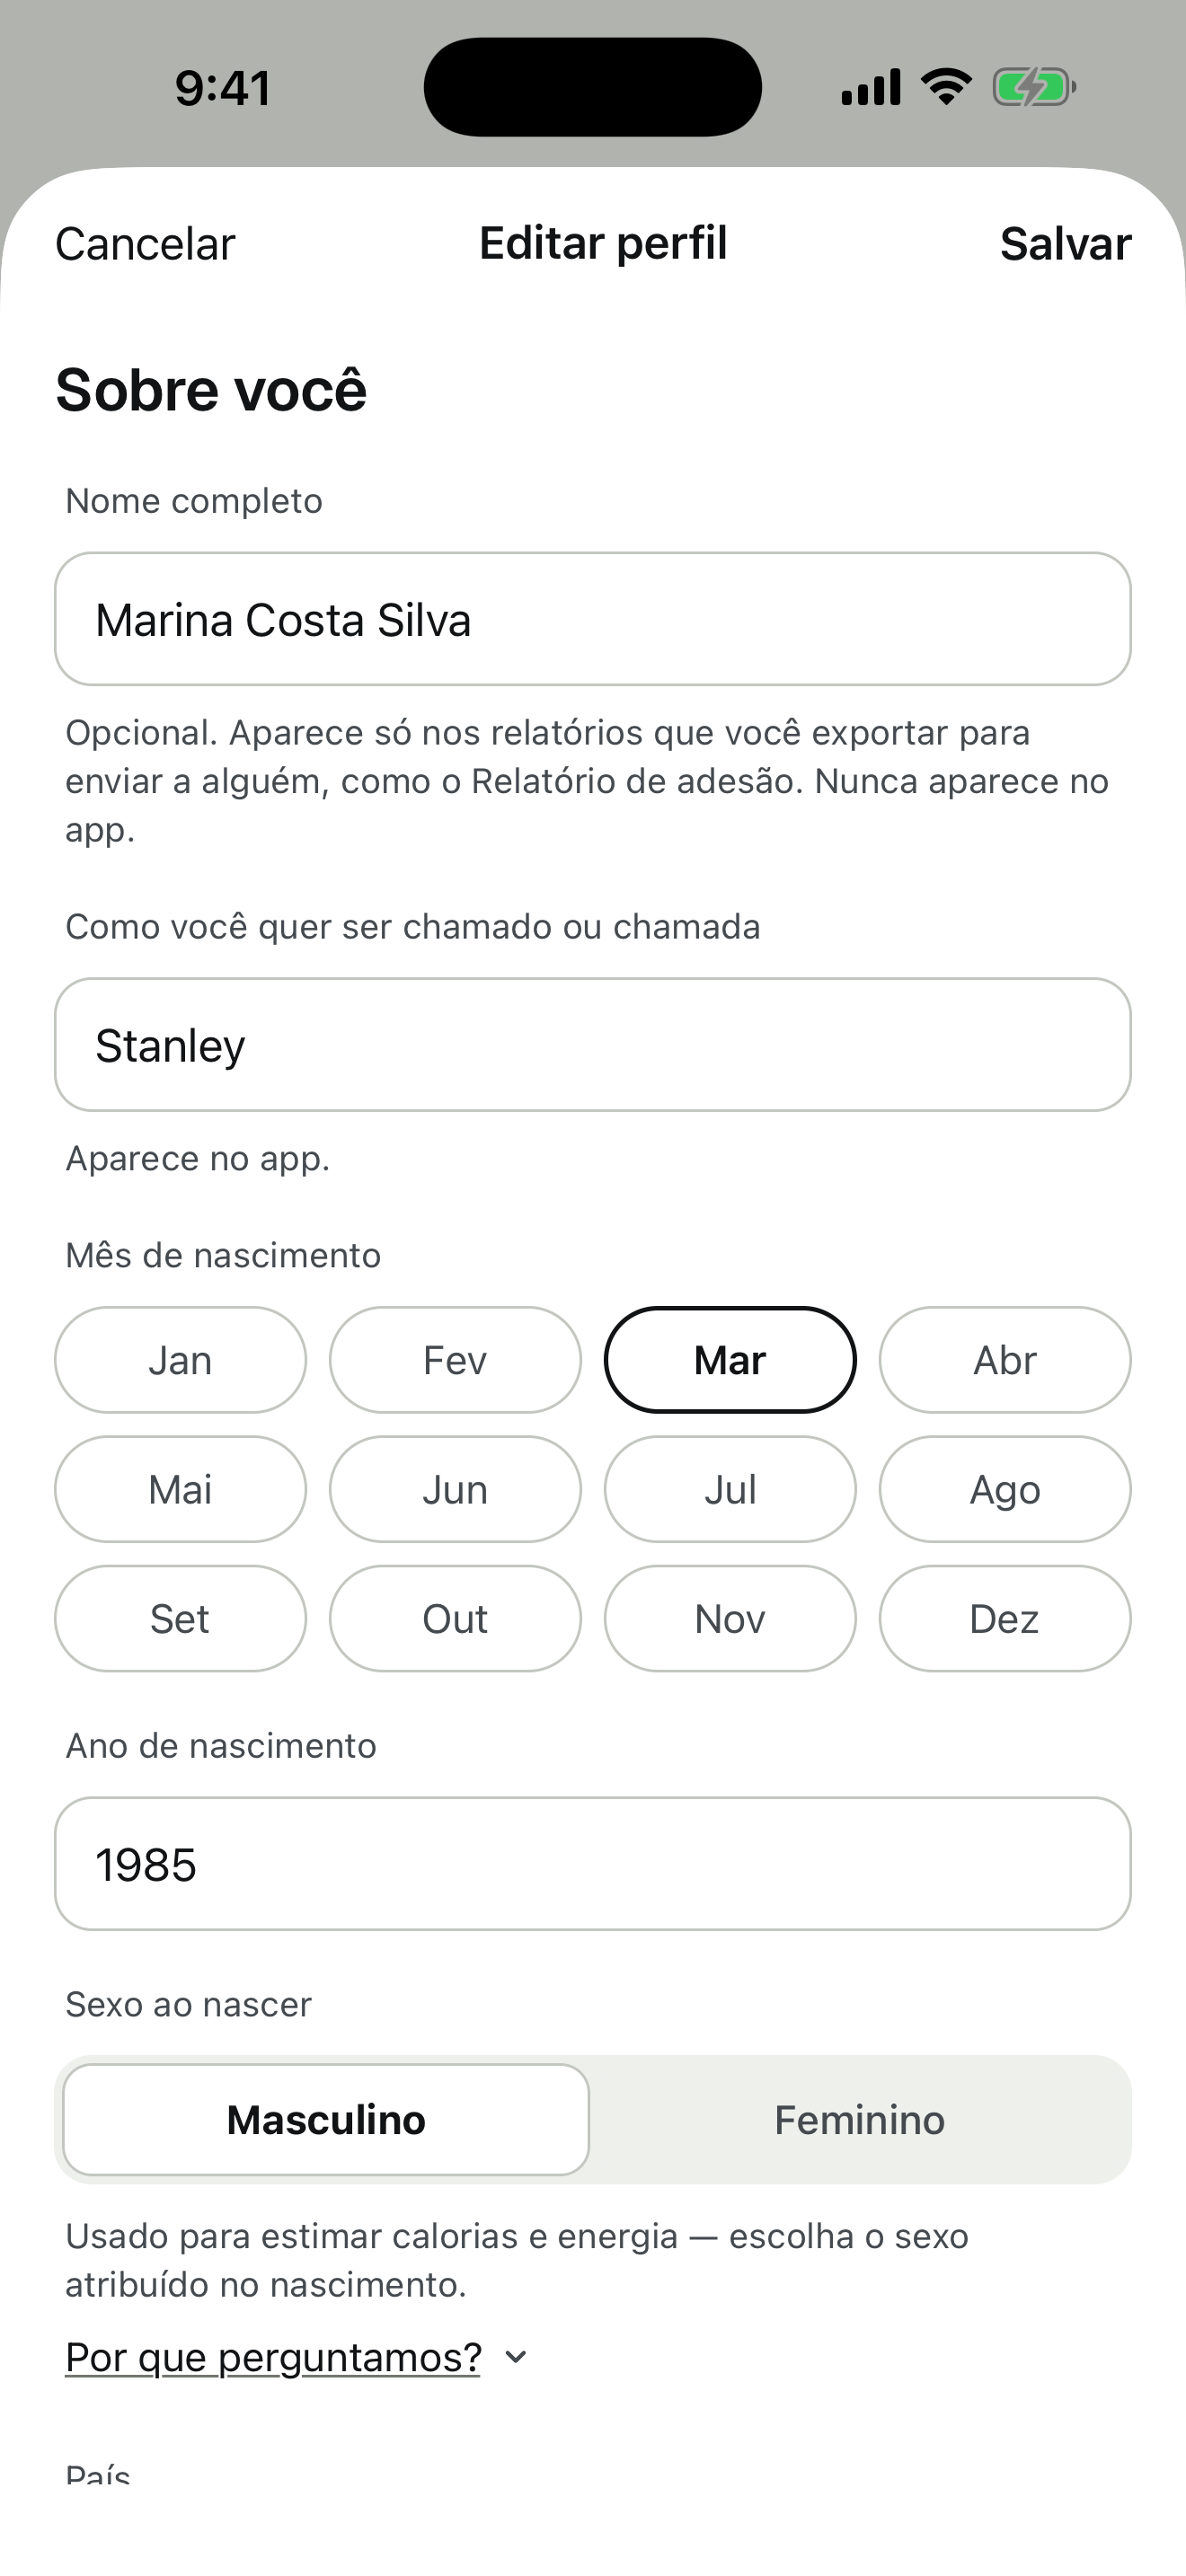 9:41
Cancelar
Editar perfil
Salvar
Sobre você
Nome completo
Marina Costa Silva
Opcional. Aparece só nos relatórios que você exportar para
enviar a alguém, como o Relatório de adesão. Nunca aparece no
app.
Como você quer ser chamado ou chamada
Stanley
Aparece no app.
Mês de nascimento
Jan
Fev
Mar
Abr
Mai
Jun
Jul
Ago
Set
Out
Nov
Dez
Ano de nascimento
1985
Sexo ao nascer
Masculino
Feminino
Usado para estimar calorias e energia — escolha o sexo
atribuído no nascimento.
Por que perguntamos?
País